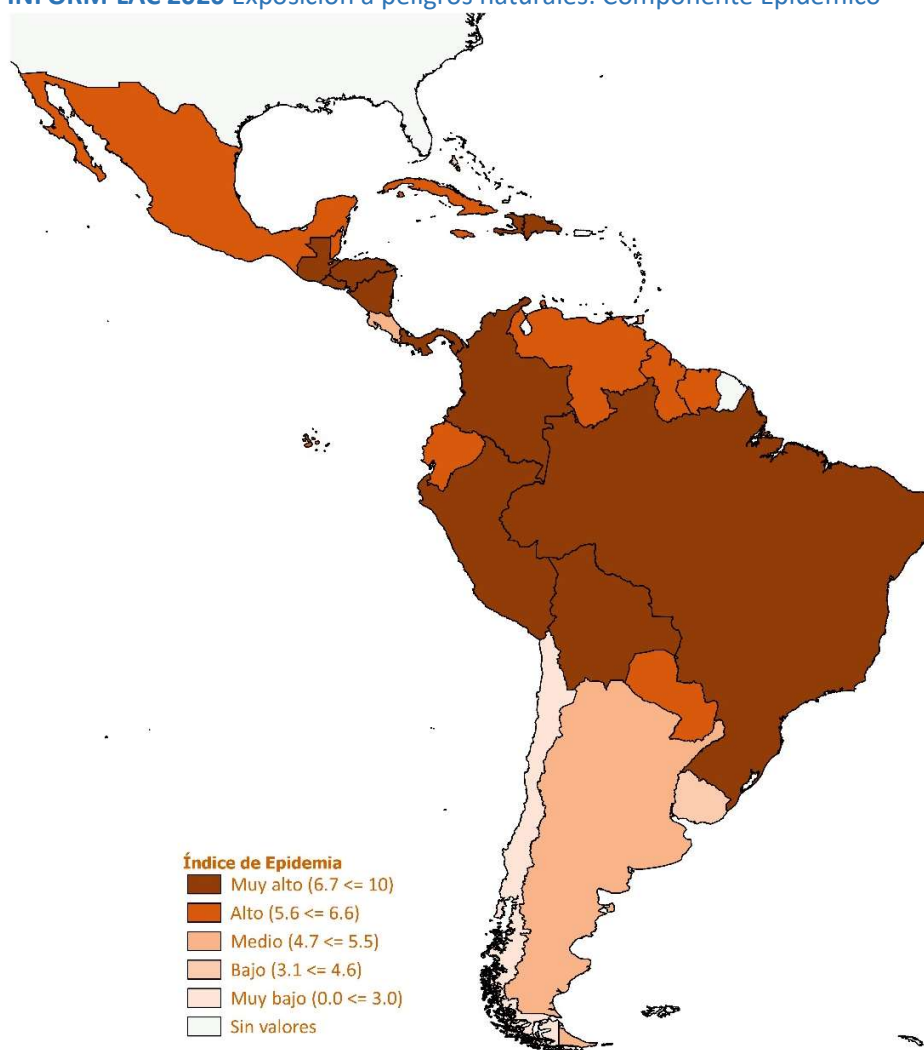 INFORM-LAC 2020 Exposición a peligros naturales: Componente Epidémico
Índice de Epidemia
Muy alto (6.7 <= 10)
Alto (5.6 <= 6.6)
Medio (4.7 <= 5.5)
Bajo (3.1 <= 4.6)
Muy bajo (0.0 <= 3.0)
Sin valores